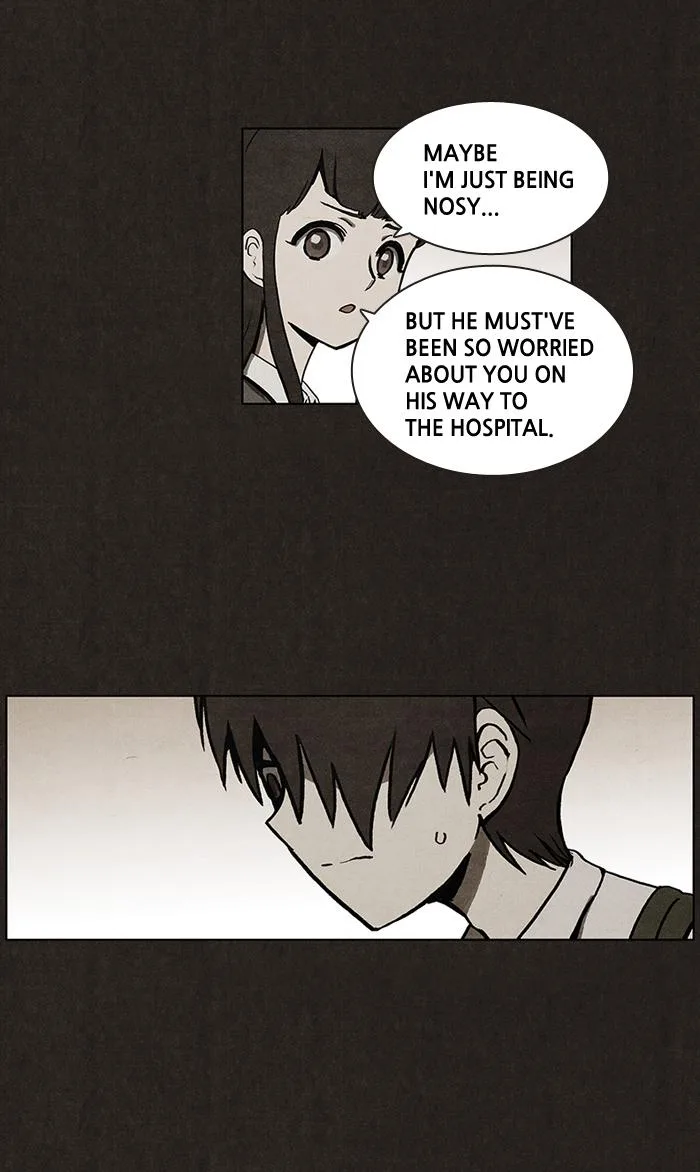 MAYBE
I'M JUST BEING
NOSY...
BUT HE MUST'VE
BEEN SO WORRIED
ABOUT YOU ON
HIS WAY TO
THE HOSPITAL.